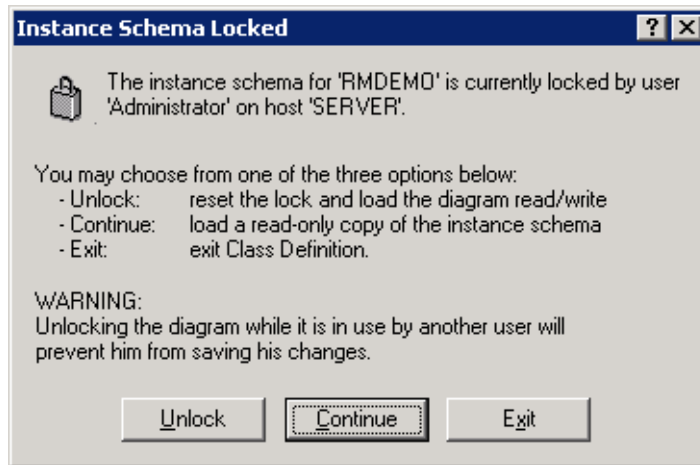 Instance Schema Locked
The instance schema for 'RMDEMO' is currently locked by user
'Administrator' on host 'SERVER'.
You may choose from one of the three options below:
- Unlock: reset the lock and load the diagram read/write
- Continue: load a read-only copy of the instance schema
- Exit: exit Class Definition.
WARNING:
Unlocking the diagram while it is in use by another user will
prevent him from saving his changes.
Unlock Continue Exit